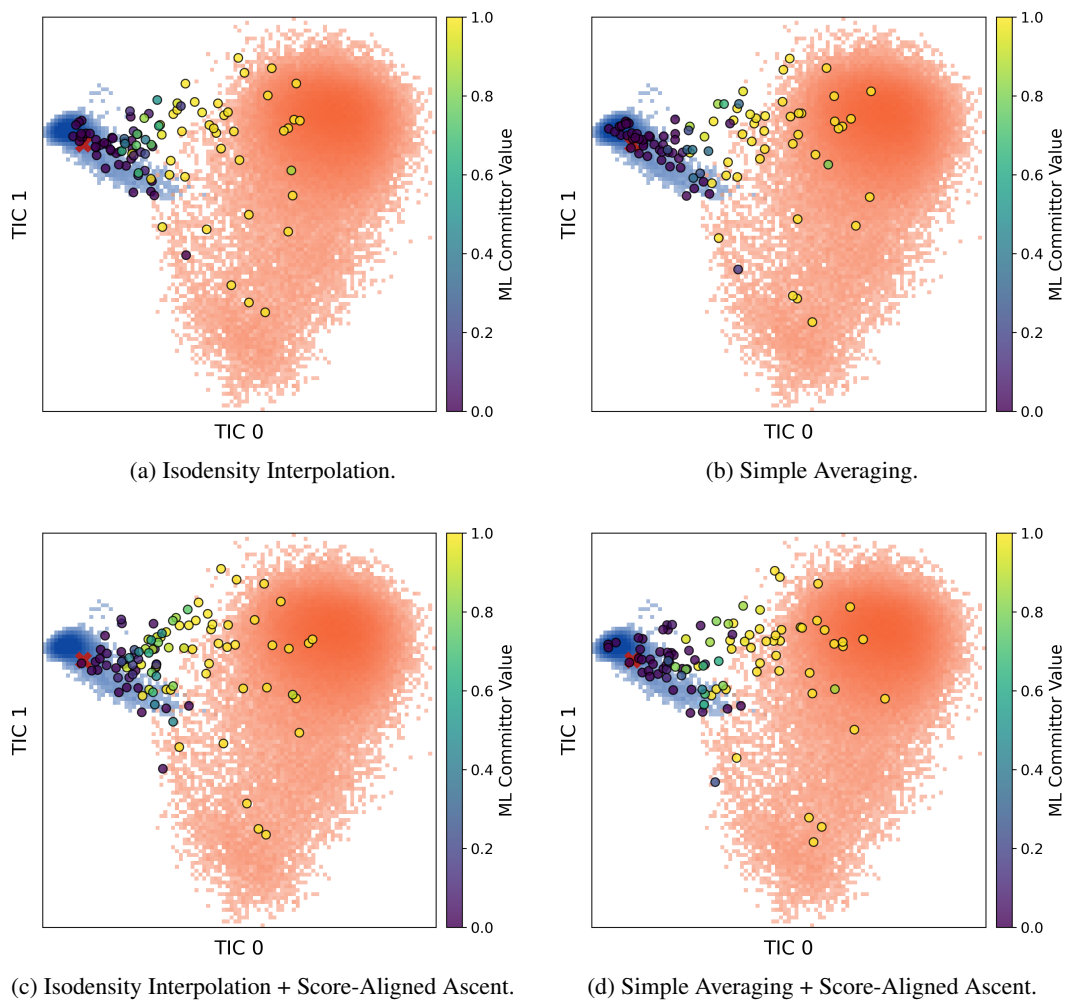 1.0
0.8
0.6
0.4
0.2
0.0
ML Committor Value
TIC 1
TIC 0
(a) Isodensity Interpolation.
1.0
0.8
0.6
0.4
0.2
0.0
ML Committor Value
TIC 1
TIC 0
(b) Simple Averaging.
1.0
0.8
0.6
0.4
0.2
0.0
ML Committor Value
TIC 1
TIC 0
(c) Isodensity Interpolation + Score-Aligned Ascent.
1.0
0.8
0.6
0.4
0.2
0.0
ML Committor Value
TIC 1
TIC 0
(d) Simple Averaging + Score-Aligned Ascent.